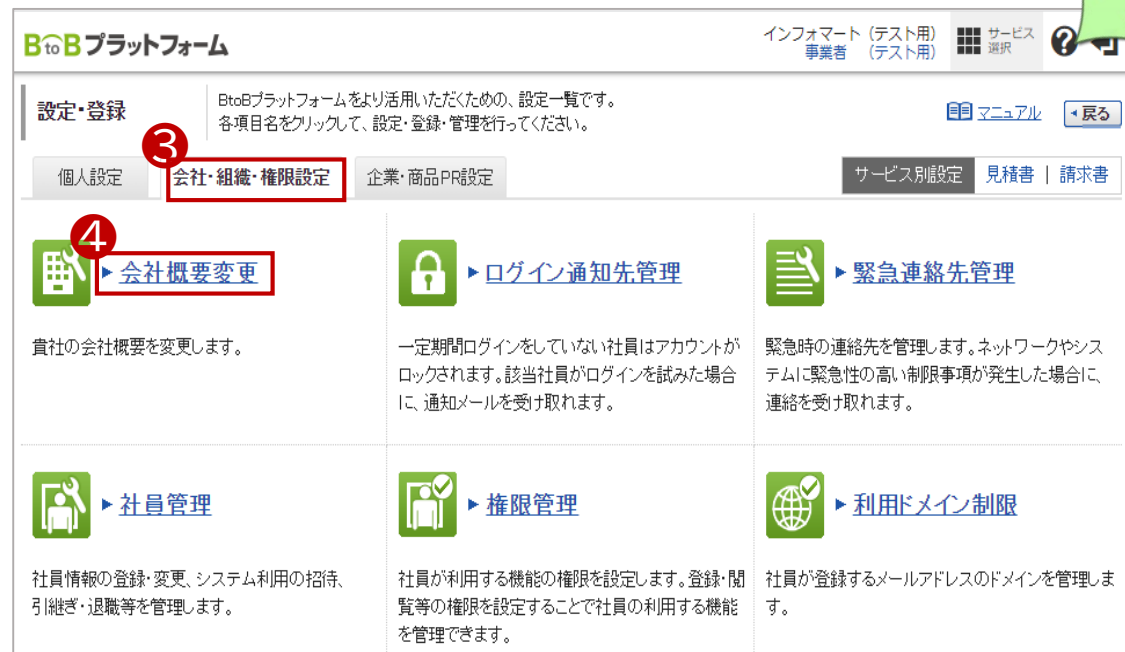 BtoBプラットフォーム
インフォマート（テスト用）
事業者　（テスト用）
サービス
選択
設定・登録
BtoBプラットフォームをより活用いただくための、設定一覧です。
各項目名をクリックして、設定・登録・管理を行ってください。
マニュアル
戻る
3
個人設定
会社・組織・権限設定
企業・商品PR設定
サービス別設定
見積書 | 請求書
4
会社概要変更
貴社の会社概要を変更します。
ログイン通知先管理
一定期間ログインをしていない社員はアカウントが
ロックされます。該当社員がログインを試みた場合
に、通知メールを受け取れます。
緊急連絡先管理
緊急時の連絡先を管理します。ネットワークやシス
テムに緊急性の高い制限事項が発生した場合に、
連絡を受け取れます。
社員管理
社員情報の登録・変更、システム利用の招待、
引継ぎ・退職等を管理します。
権限管理
社員が利用する機能の権限を設定します。登録・閲
覧等の権限を設定することで社員の利用する機能
を管理できます。
利用ドメイン制限
社員が登録するメールアドレスのドメインを管理しま
す。